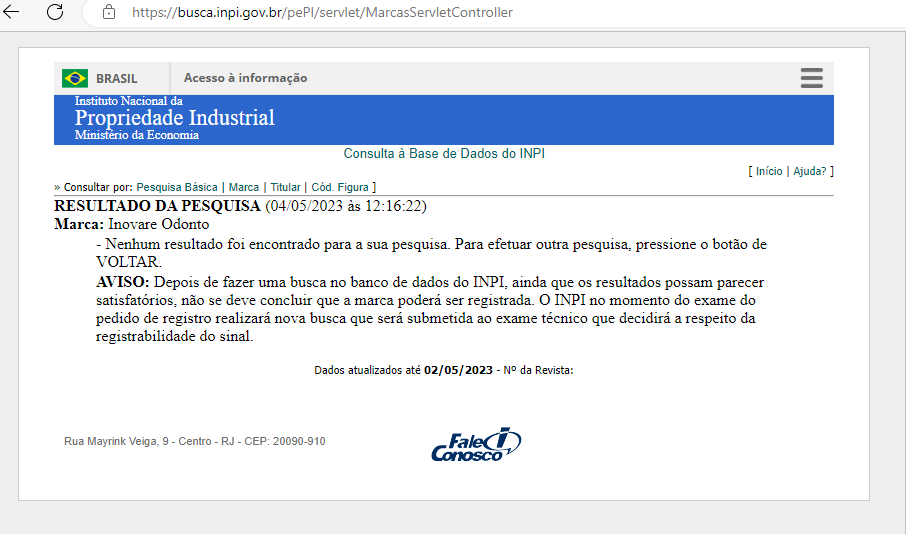 https://busca.inpi.gov.br/pePI/servlet/MarcasServletController
BRASIL
Acesso à informação
Instituto Nacional da
Propriedade Industrial
Ministério da Economia
Consulta à Base de Dados do INPI
[ Início | Ajuda? ]
» Consultar por: Pesquisa Básica | Marca | Titular | Cód. Figura ]
RESULTADO DA PESQUISA (04/05/2023 às 12:16:22)
Marca: Inovare Odonto
- Nenhum resultado foi encontrado para a sua pesquisa. Para efetuar outra pesquisa, pressione o botão de
VOLTAR.
AVISO: Depois de fazer uma busca no banco de dados do INPI, ainda que os resultados possam parecer
satisfatórios, não se deve concluir que a marca poderá ser registrada. O INPI no momento do exame do
pedido de registro realizará nova busca que será submetida ao exame técnico que decidirá a respeito da
registrabilidade do sinal.
Dados atualizados até 02/05/2023 - Nº da Revista:
Rua Mayrink Veiga, 9 - Centro - RJ - CEP: 20090-910
Fale
Conosco